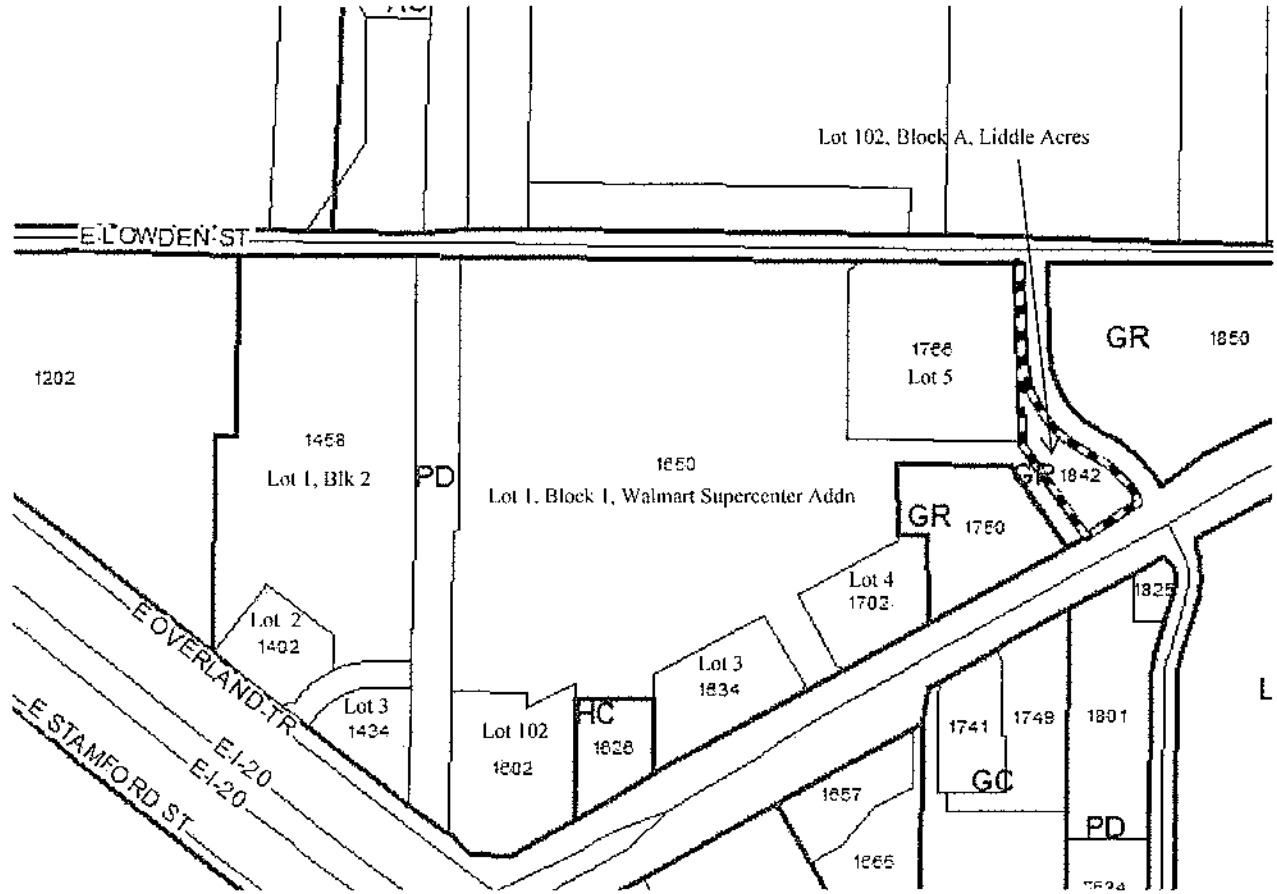 Lot 102, Block A, Liddle Acres
E LOWDEN ST
GR
1850
1202
1766
Lot 5
1458
Lot 1, Blk 2
PD
1650
Lot 1, Block 1, Walmart Supercenter Addn
1842
GR
1750
Lot 4
1702
1825
Lot 2
1402
E OVERLAND TR
Lot 3
1634
Lot 3
1434
HC
1626
Lot 102
1602
E I-20
E I-20
E STAMFORD ST
L
1741
1749
1801
GC
1657
PD